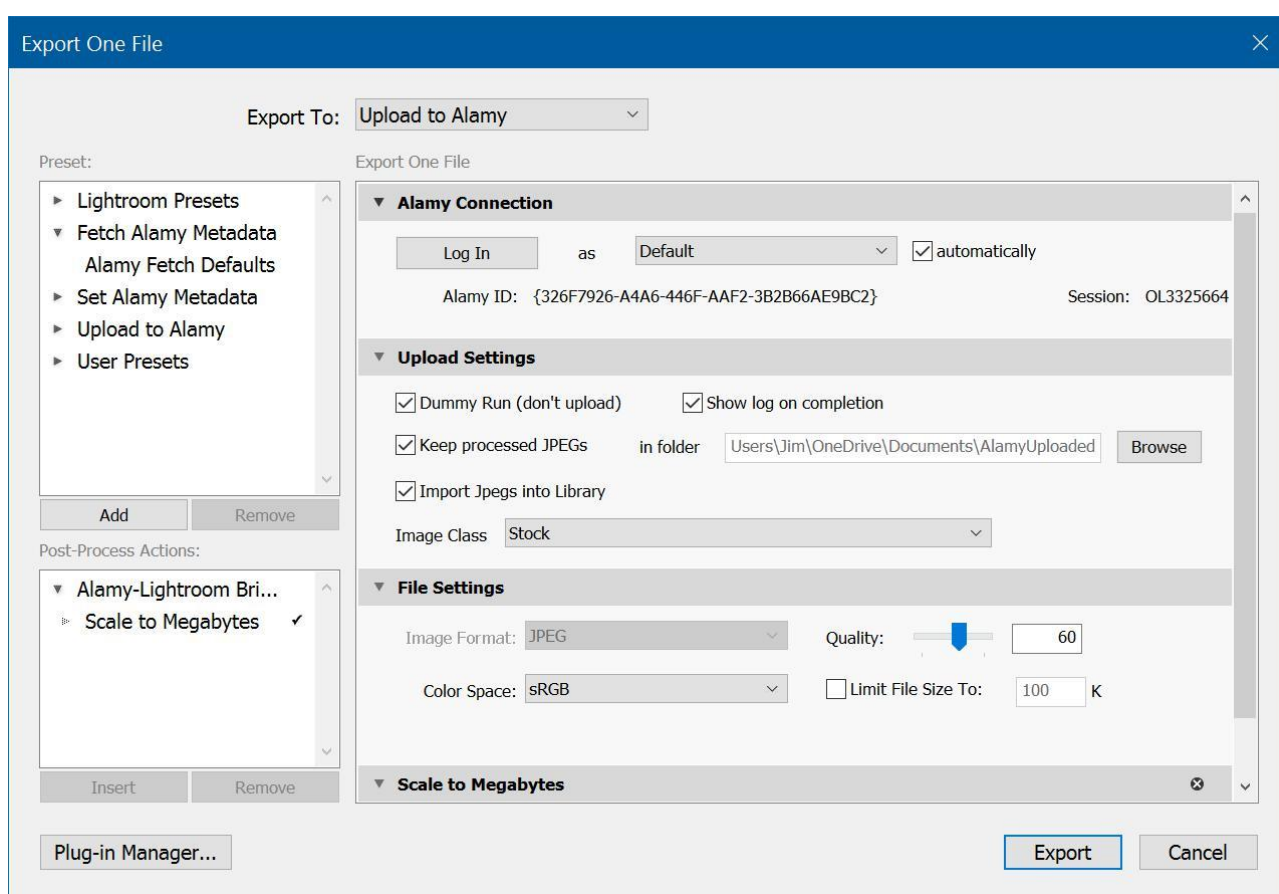 Export One File
Export To: Upload to Alamy
Preset:
Lightroom Presets
Fetch Alamy Metadata
Alamy Fetch Defaults
Set Alamy Metadata
Upload to Alamy
User Presets
Add Remove
Post-Process Actions:
Alamy-Lightroom Bri...
Scale to Megabytes ✓
Insert Remove
Export One File
Alamy Connection
Log In as Default automatically
Alamy ID: {326F7926-A4A6-446F-AAF2-3B2B66AE9BC2} Session: OL3325664
Upload Settings
Dummy Run (don't upload) Show log on completion
Keep processed JPEGs in folder Users\Jim\OneDrive\Documents\AlamyUploaded Browse
Import Jpegs into Library
Image Class Stock
File Settings
Image Format: JPEG Quality: 60
Color Space: sRGB Limit File Size To: 100 K
Scale to Megabytes
Plug-in Manager... Export Cancel